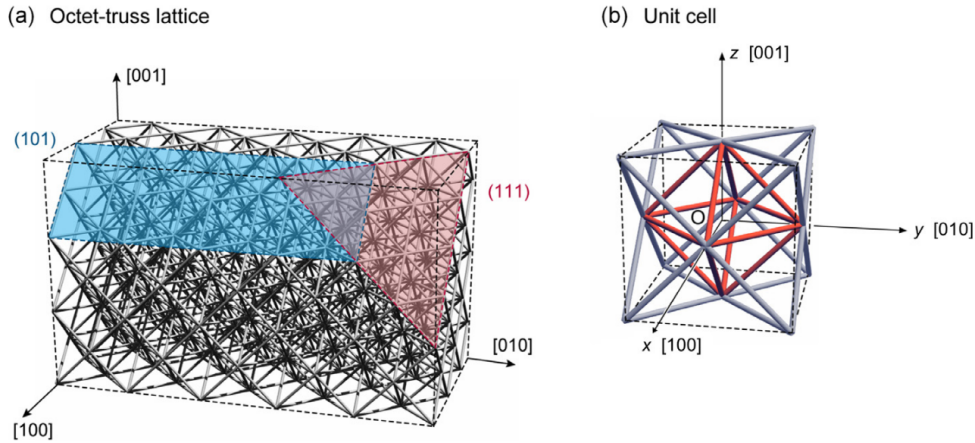 (a) Octet-truss lattice
[001]
(101)
(111)
[010]
[100]
(b) Unit cell
z [001]
O
y [010]
x [100]